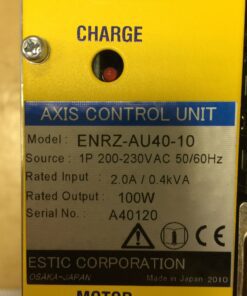 CHARGE
AXIS CONTROL UNIT
Model : ENRZ-AU40-10
Source : 1P 200-230VAC 50/60Hz
Rated Input : 2.0A / 0.4kVA
Rated Output : 100W
Serial No. : A40120
ESTIC CORPORATION
OSAKA-JAPAN Made in Japan 2010
MOTOR